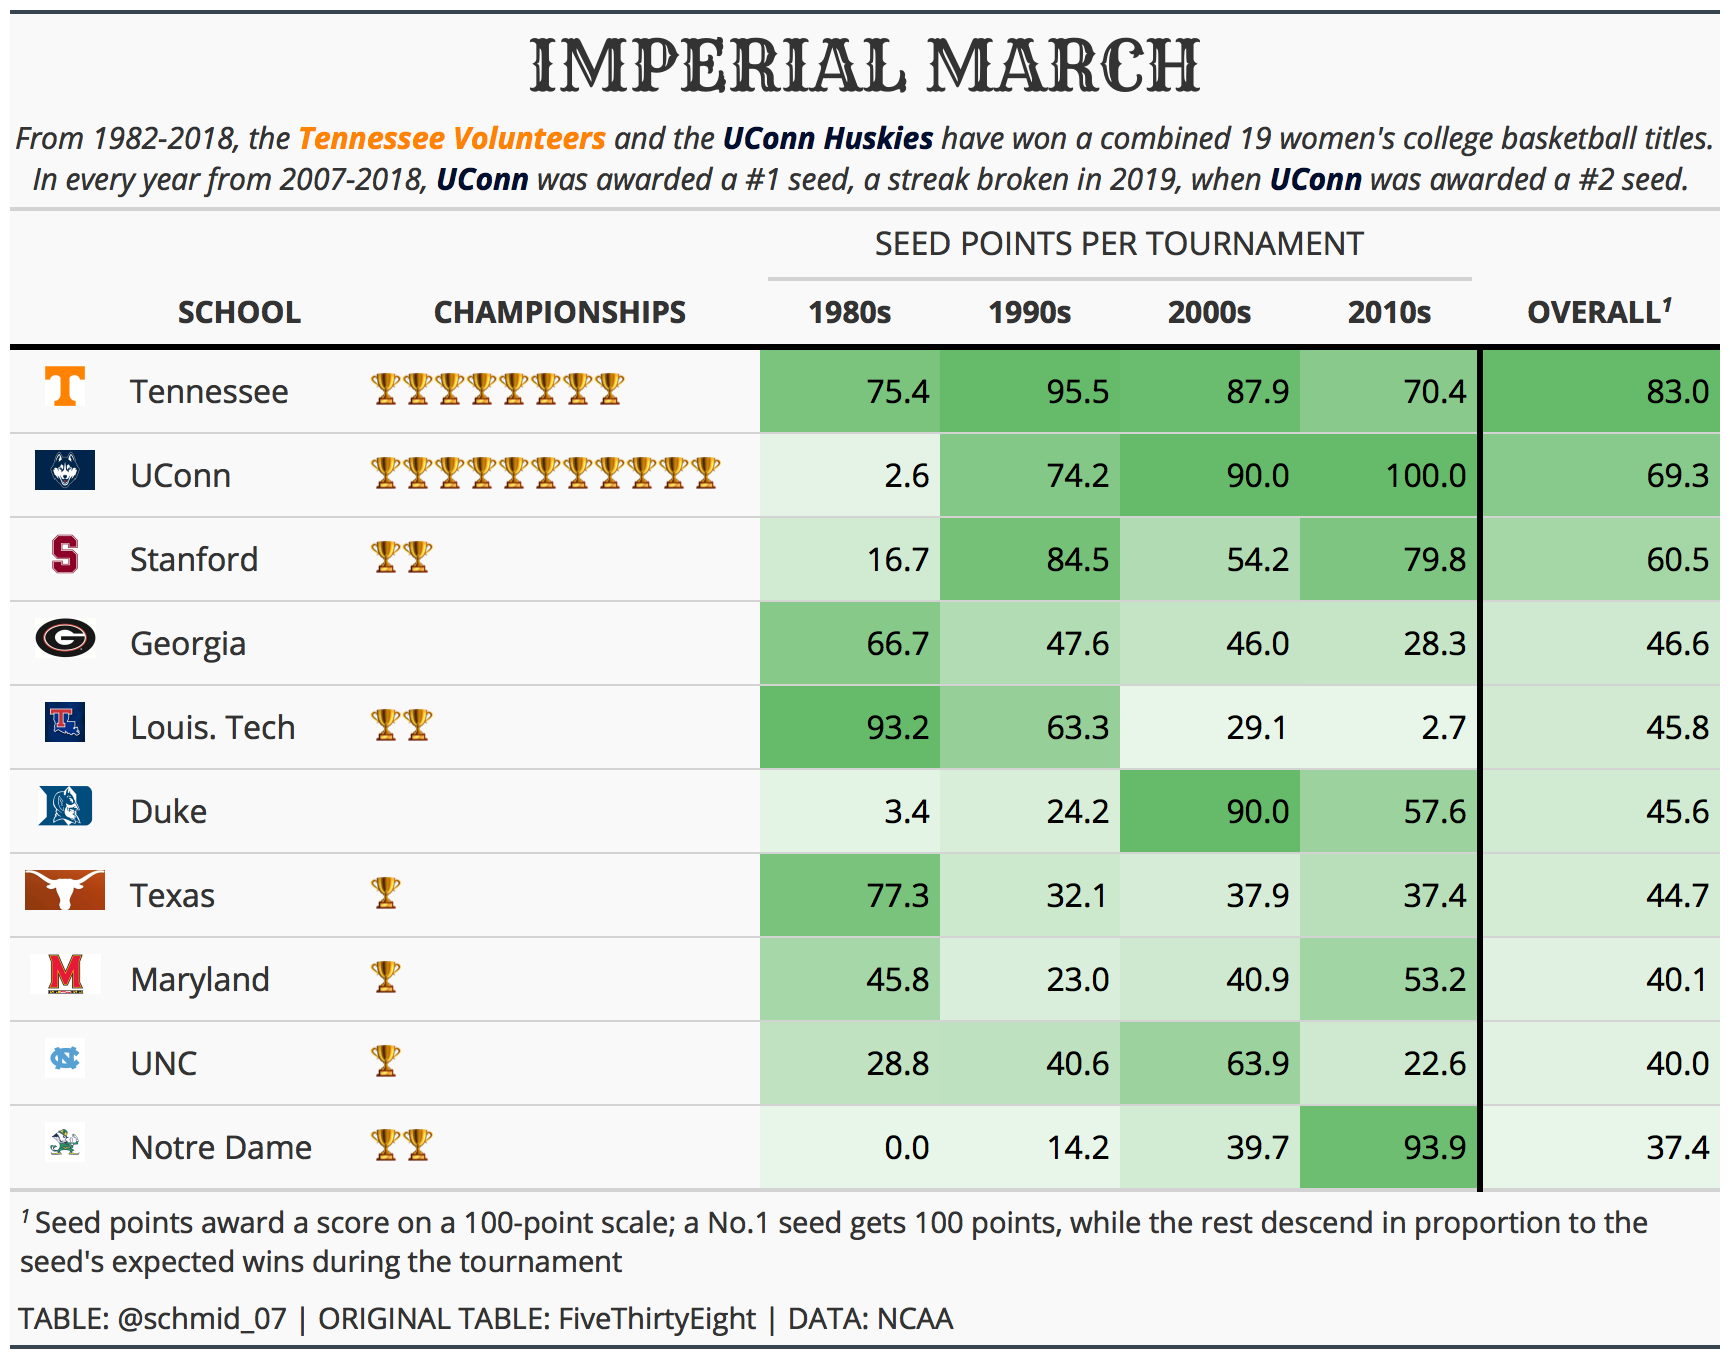 IMPERIAL MARCH
From 1982-2018, the Tennessee Volunteers and the UConn Huskies have won a combined 19 women's college basketball titles.
In every year from 2007-2018, UConn was awarded a #1 seed, a streak broken in 2019, when UConn was awarded a #2 seed.
SEED POINTS PER TOURNAMENT
SCHOOL CHAMPIONSHIPS 1980s 1990s 2000s 2010s OVERALL¹
T Tennessee 75.4 95.5 87.9 70.4 83.0
UConn 2.6 74.2 90.0 100.0 69.3
S Stanford 16.7 84.5 54.2 79.8 60.5
G Georgia 66.7 47.6 46.0 28.3 46.6
T Louis. Tech 93.2 63.3 29.1 2.7 45.8
D Duke 3.4 24.2 90.0 57.6 45.6
Texas 77.3 32.1 37.9 37.4 44.7
M Maryland 45.8 23.0 40.9 53.2 40.1
NC UNC 28.8 40.6 63.9 22.6 40.0
Notre Dame 0.0 14.2 39.7 93.9 37.4
¹ Seed points award a score on a 100-point scale; a No.1 seed gets 100 points, while the rest descend in proportion to the
seed's expected wins during the tournament
TABLE: @schmid_07 | ORIGINAL TABLE: FiveThirtyEight | DATA: NCAA